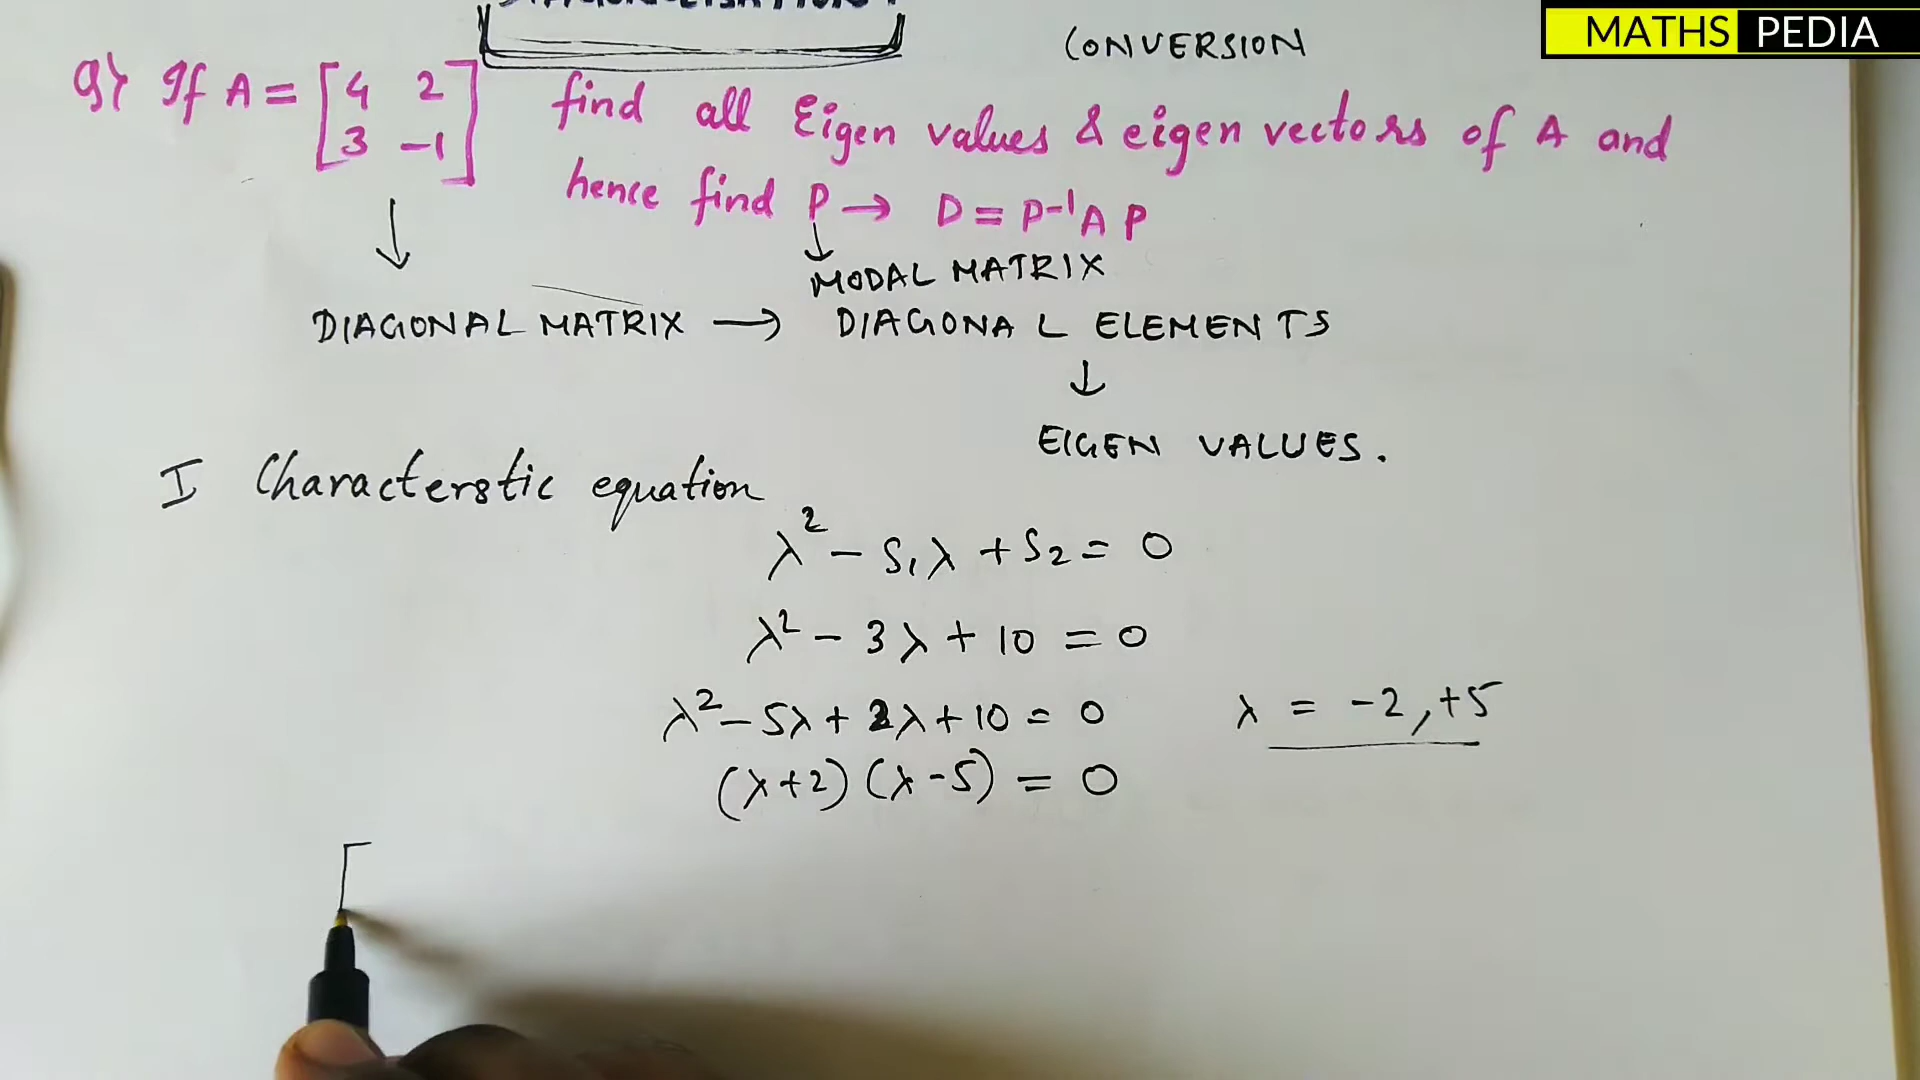 CONVERSION
MATHS PEDIA
Q) If A = [4 2 find all Eigen values & eigen vectors of A and
3 -1] hence find P → D = P⁻¹AP
↓ ↓
MODAL MATRIX
DIAGONAL MATRIX → DIAGONAL ELEMENTS
↓
EIGEN VALUES.
I Characterstic equation
λ² - S₁λ + S₂ = 0
λ² - 3λ + 10 = 0
λ² - 5λ + 2λ + 10 = 0 λ = -2, +5
(λ+2) (λ-5) = 0